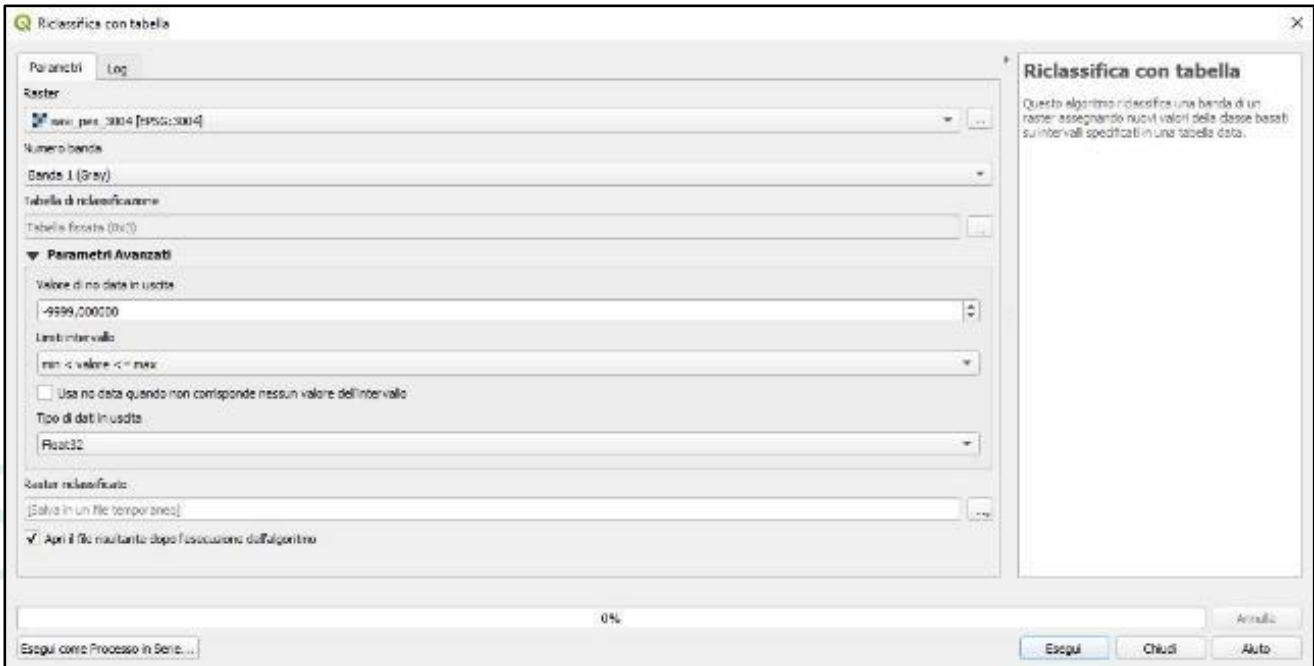 Riclassifica con tabella
Parametri
Log
Raster
[EPSG:3004]
Numero banda
Banda 1 (Gray)
Tabella di riclassificazione
Tabella fissata (0x3)
Parametri Avanzati
Valore di no data in uscita
-9999,000000
Limiti intervallo
min < valore <= max
Usa no data quando non corrisponde nessun valore dell'intervallo
Tipo di dati in uscita
Float32
Raster riclassificato
[Salva in un file temporaneo]
Apri il file risultante dopo l'esecuzione dell'algoritmo
Riclassifica con tabella
Questo algoritmo riclassifica una banda di un
raster assegnando nuovi valori della classe basati
su intervalli specificati in una tabella data.
0%
Annulla
Esegui come Processo in Serie...
Esegui
Chiudi
Aiuto